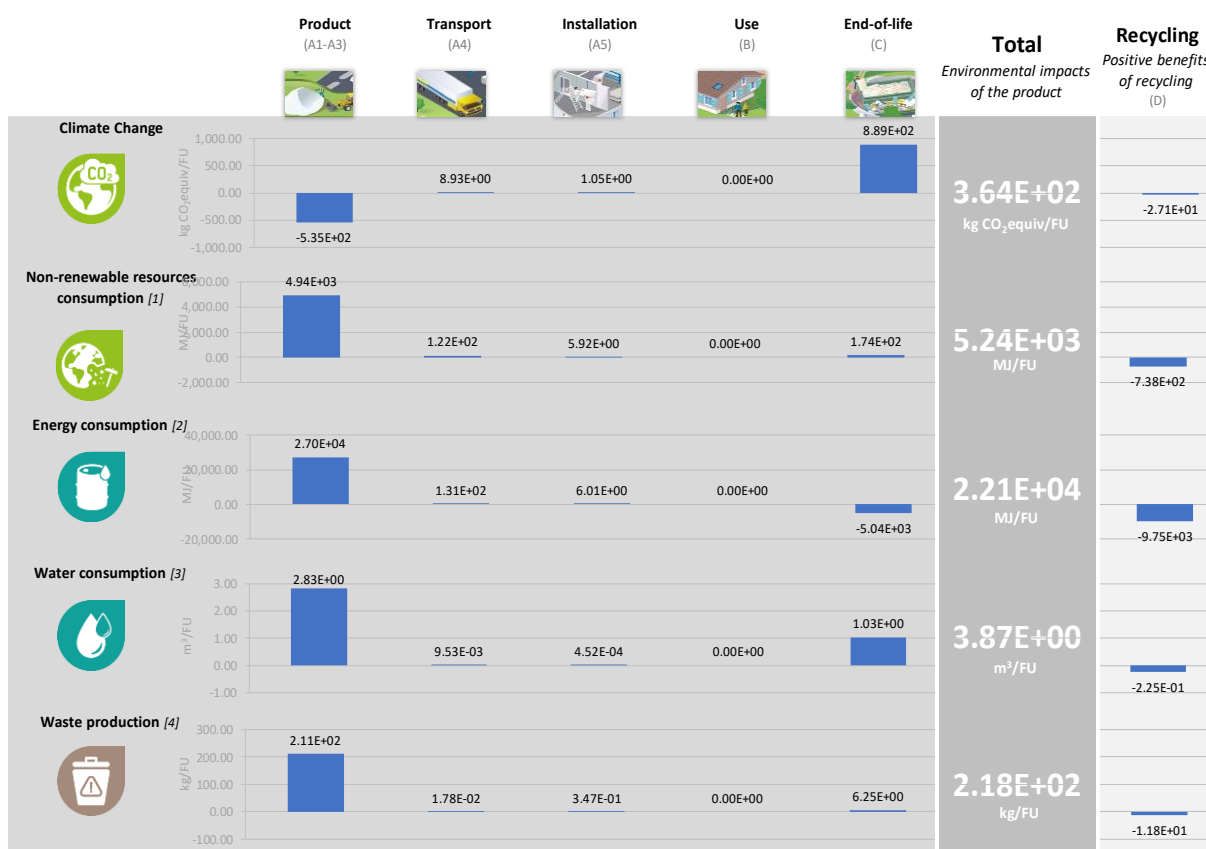 Product
(A1-A3)
Transport
(A4)
Installation
(A5)
Use
(B)
End-of-life
(C)
Total
Environmental impacts
of the product
Recycling
Positive benefits
of recycling
(D)
Climate Change
CO₂
kg CO₂equiv/FU
1,000.00
500.00
0.00
-500.00
-1,000.00
-5.35E+02
8.93E+00
1.05E+00
0.00E+00
8.89E+02
3.64E+02
kg CO₂equiv/FU
-2.71E+01
Non-renewable resources
consumption [1]
MJ/FU
6,000.00
4,000.00
2,000.00
0.00
-2,000.00
4.94E+03
1.22E+02
5.92E+00
0.00E+00
1.74E+02
5.24E+03
MJ/FU
-7.38E+02
Energy consumption [2]
MJ/FU
40,000.00
20,000.00
0.00
-20,000.00
2.70E+04
1.31E+02
6.01E+00
0.00E+00
-5.04E+03
2.21E+04
MJ/FU
-9.75E+03
Water consumption [3]
m³/FU
3.00
2.00
1.00
0.00
-1.00
2.83E+00
9.53E-03
4.52E-04
0.00E+00
1.03E+00
3.87E+00
m³/FU
-2.25E-01
Waste production [4]
kg/FU
300.00
200.00
100.00
0.00
-100.00
2.11E+02
1.78E-02
3.47E-01
0.00E+00
6.25E+00
2.18E+02
kg/FU
-1.18E+01